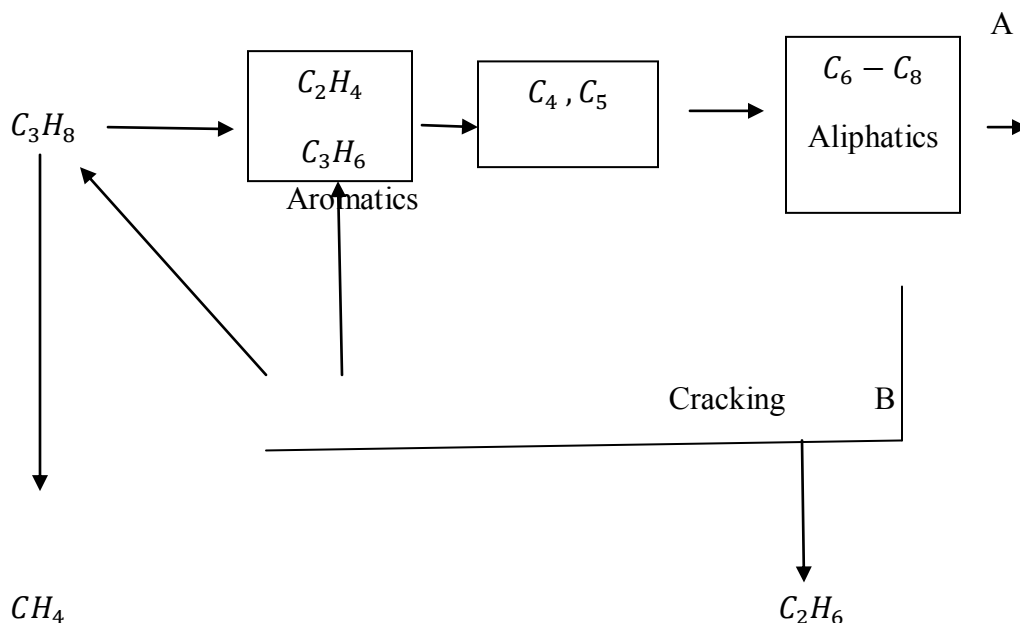 A
C₂H₄
C₆ − C₈
C₄ , C₅
C₃H₈
Aliphatics
C₃H₆
Aromatics
Cracking B
CH₄
C₂H₆